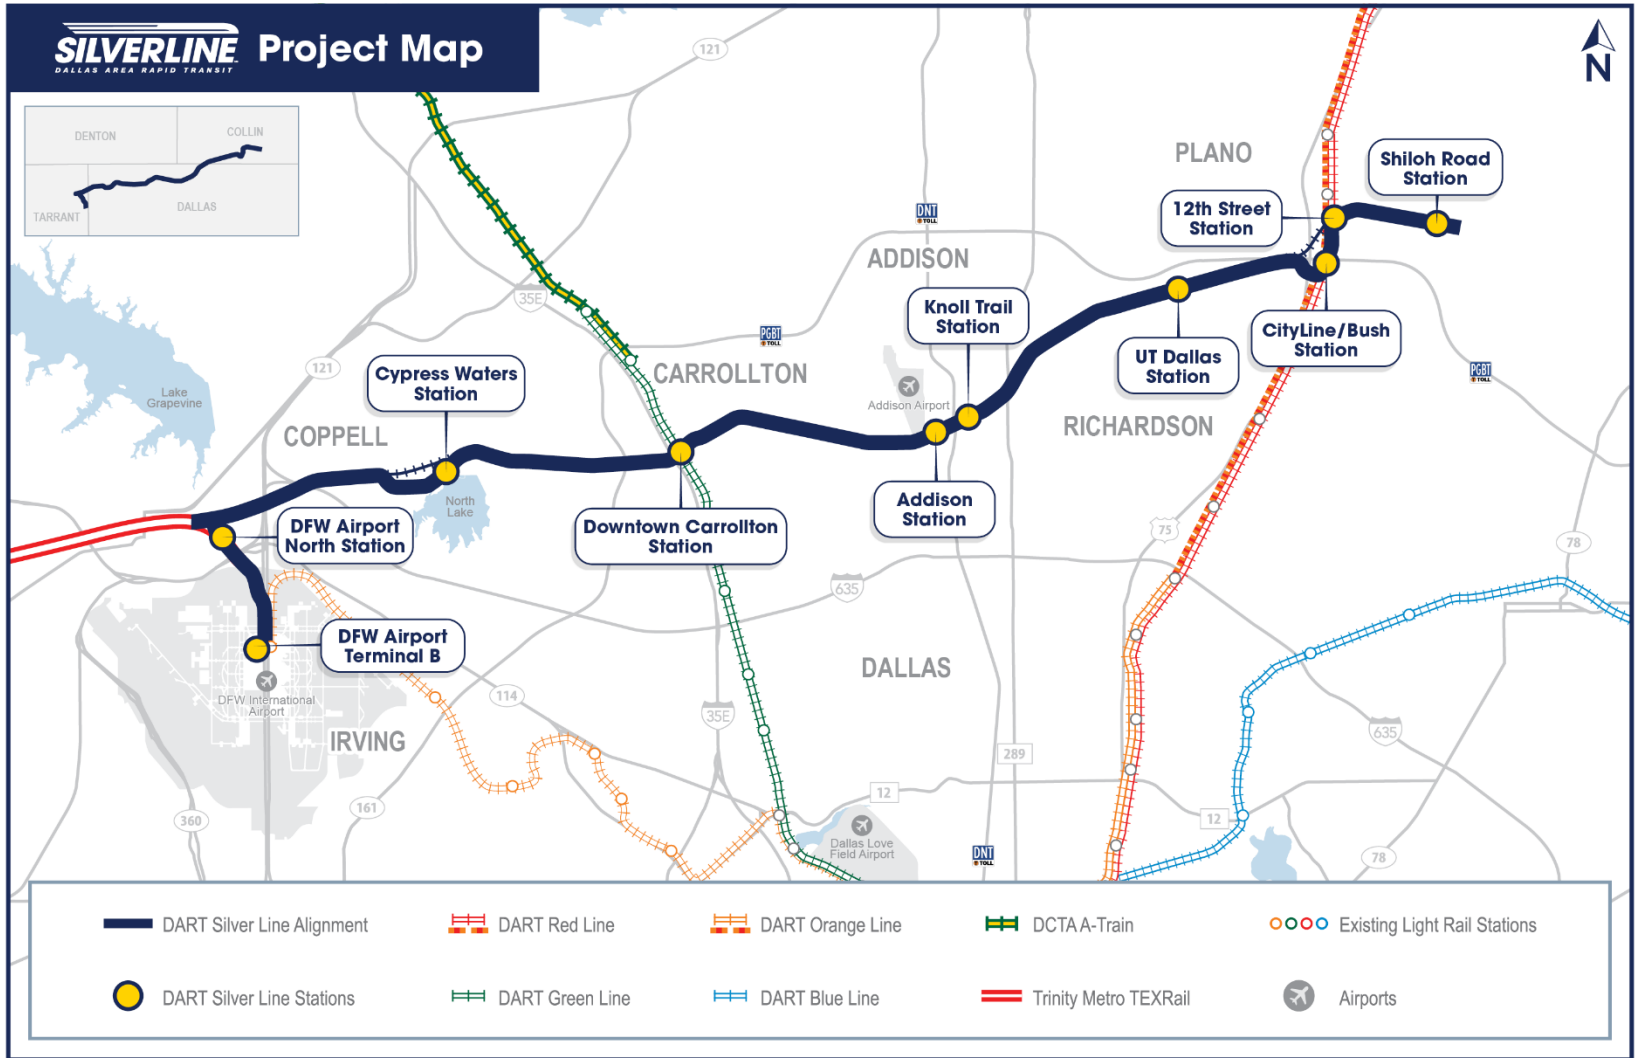 SILVERLINE
DALLAS AREA RAPID TRANSIT
Project Map
N
DENTON
COLLIN
TARRANT
DALLAS
121
PLANO
Shiloh Road
Station
12th Street
Station
DNT
TOLL
ADDISON
35E
Knoll Trail
Station
PGBT
TOLL
CityLine/Bush
Station
UT Dallas
Station
PGBT
TOLL
121
Cypress Waters
Station
CARROLLTON
Lake
Grapevine
Addison Airport
COPPELL
RICHARDSON
North
Lake
Addison
Station
DFW Airport
North Station
Downtown Carrollton
Station
75
78
635
DFW Airport
Terminal B
DALLAS
DFW International
Airport
114
35E
IRVING
635
289
161
360
12
12
Dallas Love
Field Airport
DNT
TOLL
78
DART Silver Line Alignment
DART Red Line
DART Orange Line
DCTA A-Train
Existing Light Rail Stations
DART Silver Line Stations
DART Green Line
DART Blue Line
Trinity Metro TEXRail
Airports